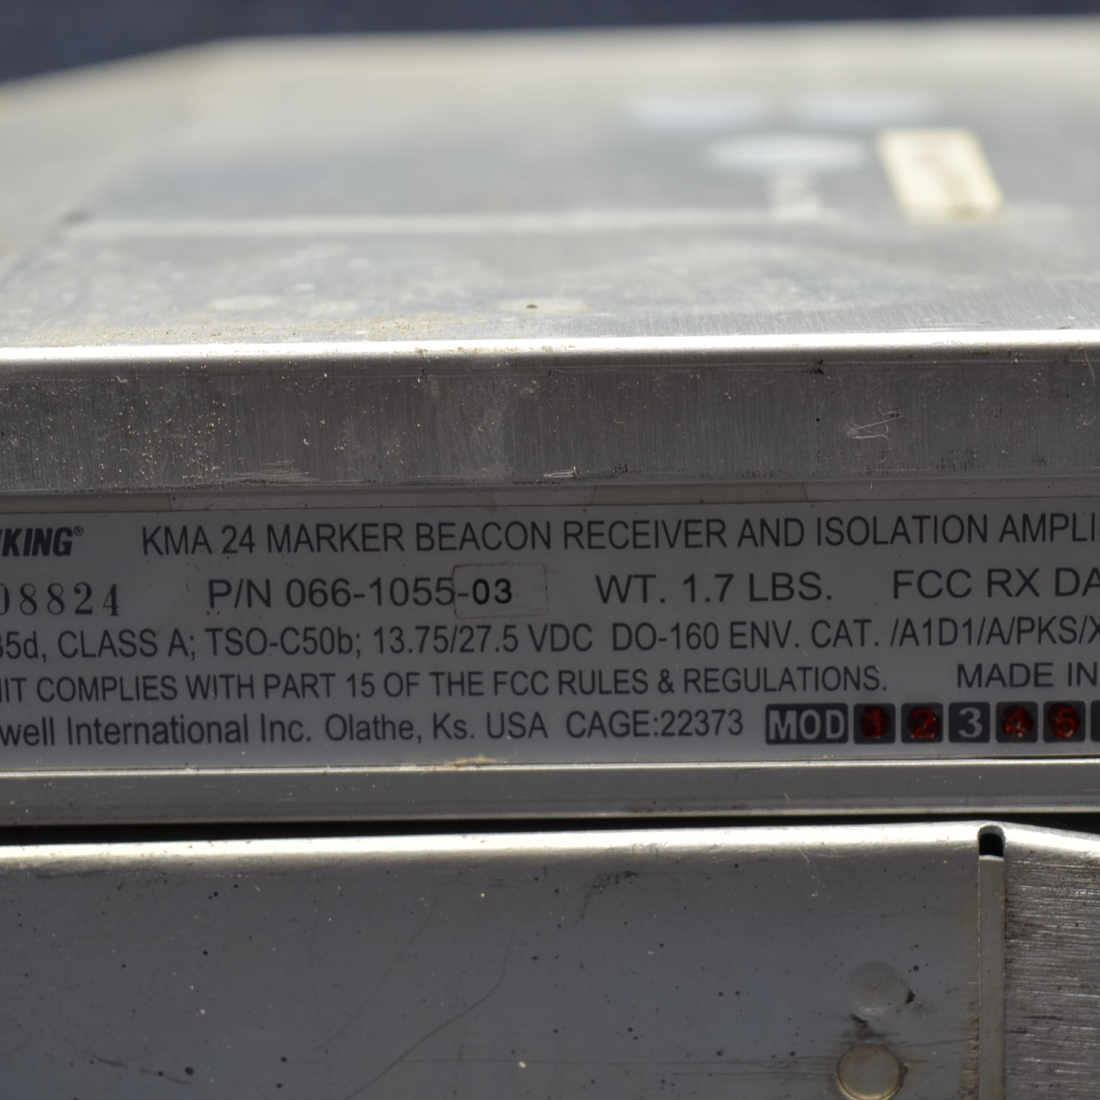 KING® KMA 24 MARKER BEACON RECEIVER AND ISOLATION AMPLI
08824 P/N 066-1055-03 WT. 1.7 LBS. FCC RX DA
35d, CLASS A; TSO-C50b; 13.75/27.5 VDC DO-160 ENV. CAT. /A1D1/A/PKS/X
IT COMPLIES WITH PART 15 OF THE FCC RULES & REGULATIONS. MADE IN
well International Inc. Olathe, Ks. USA CAGE:22373 MOD 1 2 3 4 5